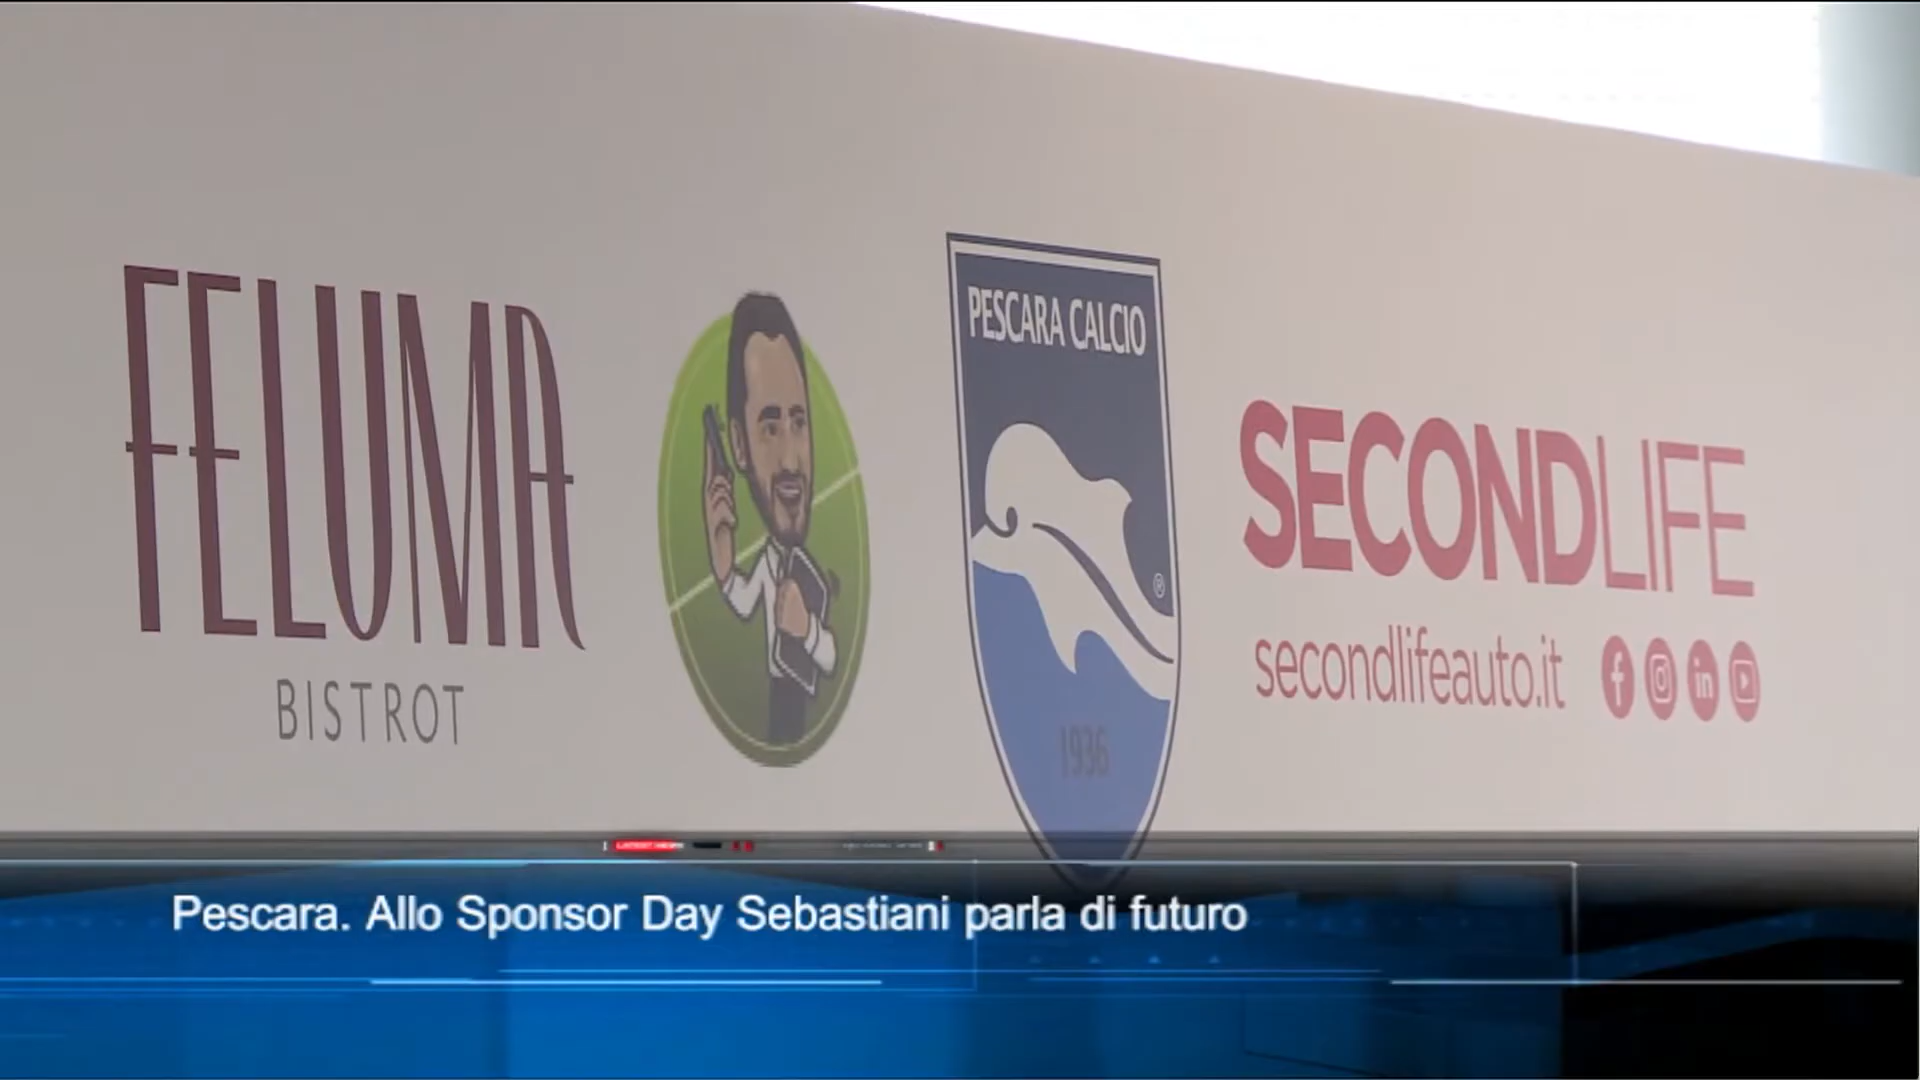 FELUMA
BISTROT
PESCARA CALCIO
®
1936
SECONDLIFE
secondlifeauto.it
Pescara. Allo Sponsor Day Sebastiani parla di futuro